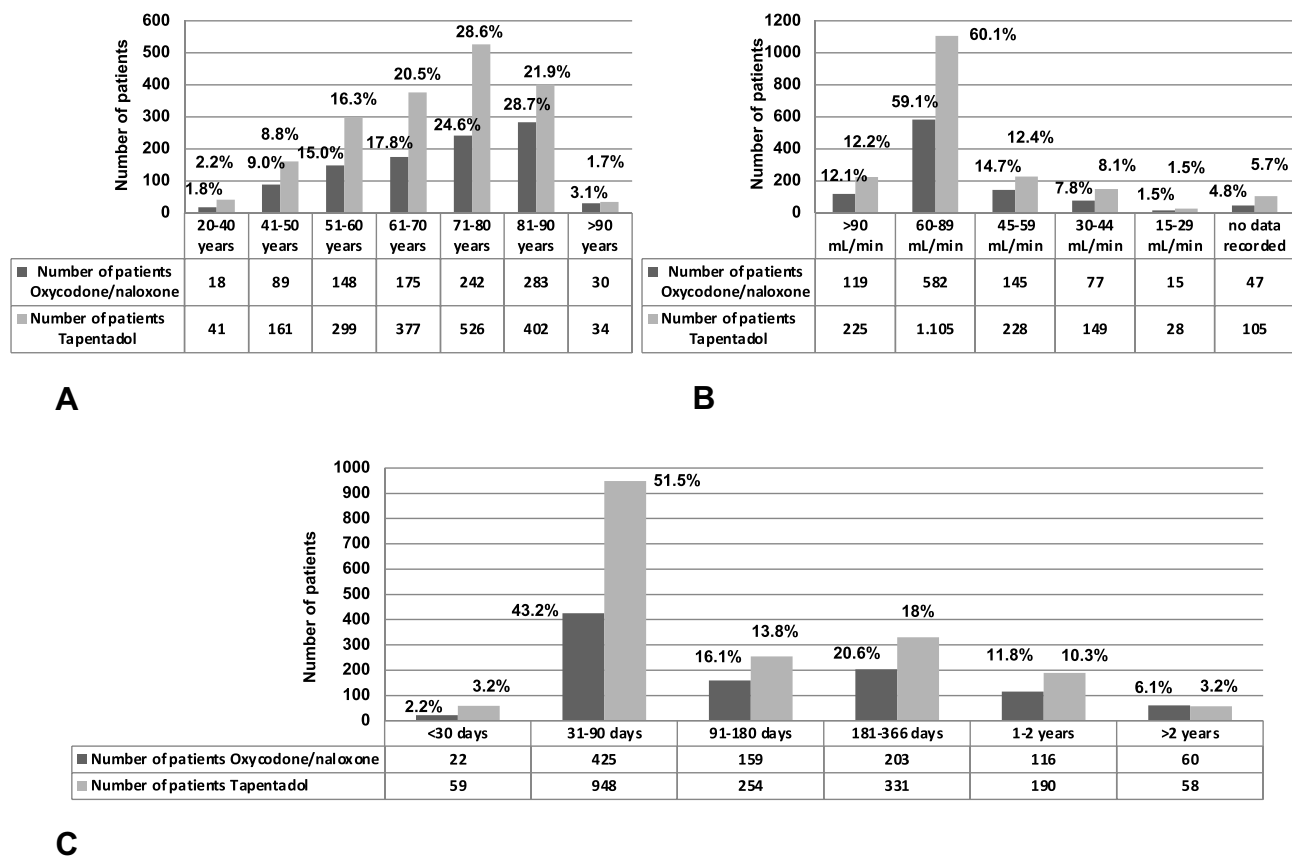 600
500
400
300
200
100
0
Number of patients
1.8%
2.2%
9.0%
8.8%
15.0%
16.3%
17.8%
20.5%
24.6%
28.6%
28.7%
21.9%
3.1%
1.7%
20-40 years
41-50 years
51-60 years
61-70 years
71-80 years
81-90 years
>90 years
Number of patients Oxycodone/naloxone 18 89 148 175 242 283 30
Number of patients Tapentadol 41 161 299 377 526 402 34
A
1200
1000
800
600
400
200
0
Number of patients
12.1%
12.2%
59.1%
60.1%
14.7%
12.4%
7.8%
8.1%
1.5%
1.5%
4.8%
5.7%
>90 mL/min
60-89 mL/min
45-59 mL/min
30-44 mL/min
15-29 mL/min
no data recorded
Number of patients Oxycodone/naloxone 119 582 145 77 15 47
Number of patients Tapentadol 225 1.105 228 149 28 105
B
1000
900
800
700
600
500
400
300
200
100
0
Number of patients
2.2%
3.2%
43.2%
51.5%
16.1%
13.8%
20.6%
18%
11.8%
10.3%
6.1%
3.2%
<30 days 31-90 days 91-180 days 181-366 days 1-2 years >2 years
Number of patients Oxycodone/naloxone 22 425 159 203 116 60
Number of patients Tapentadol 59 948 254 331 190 58
C